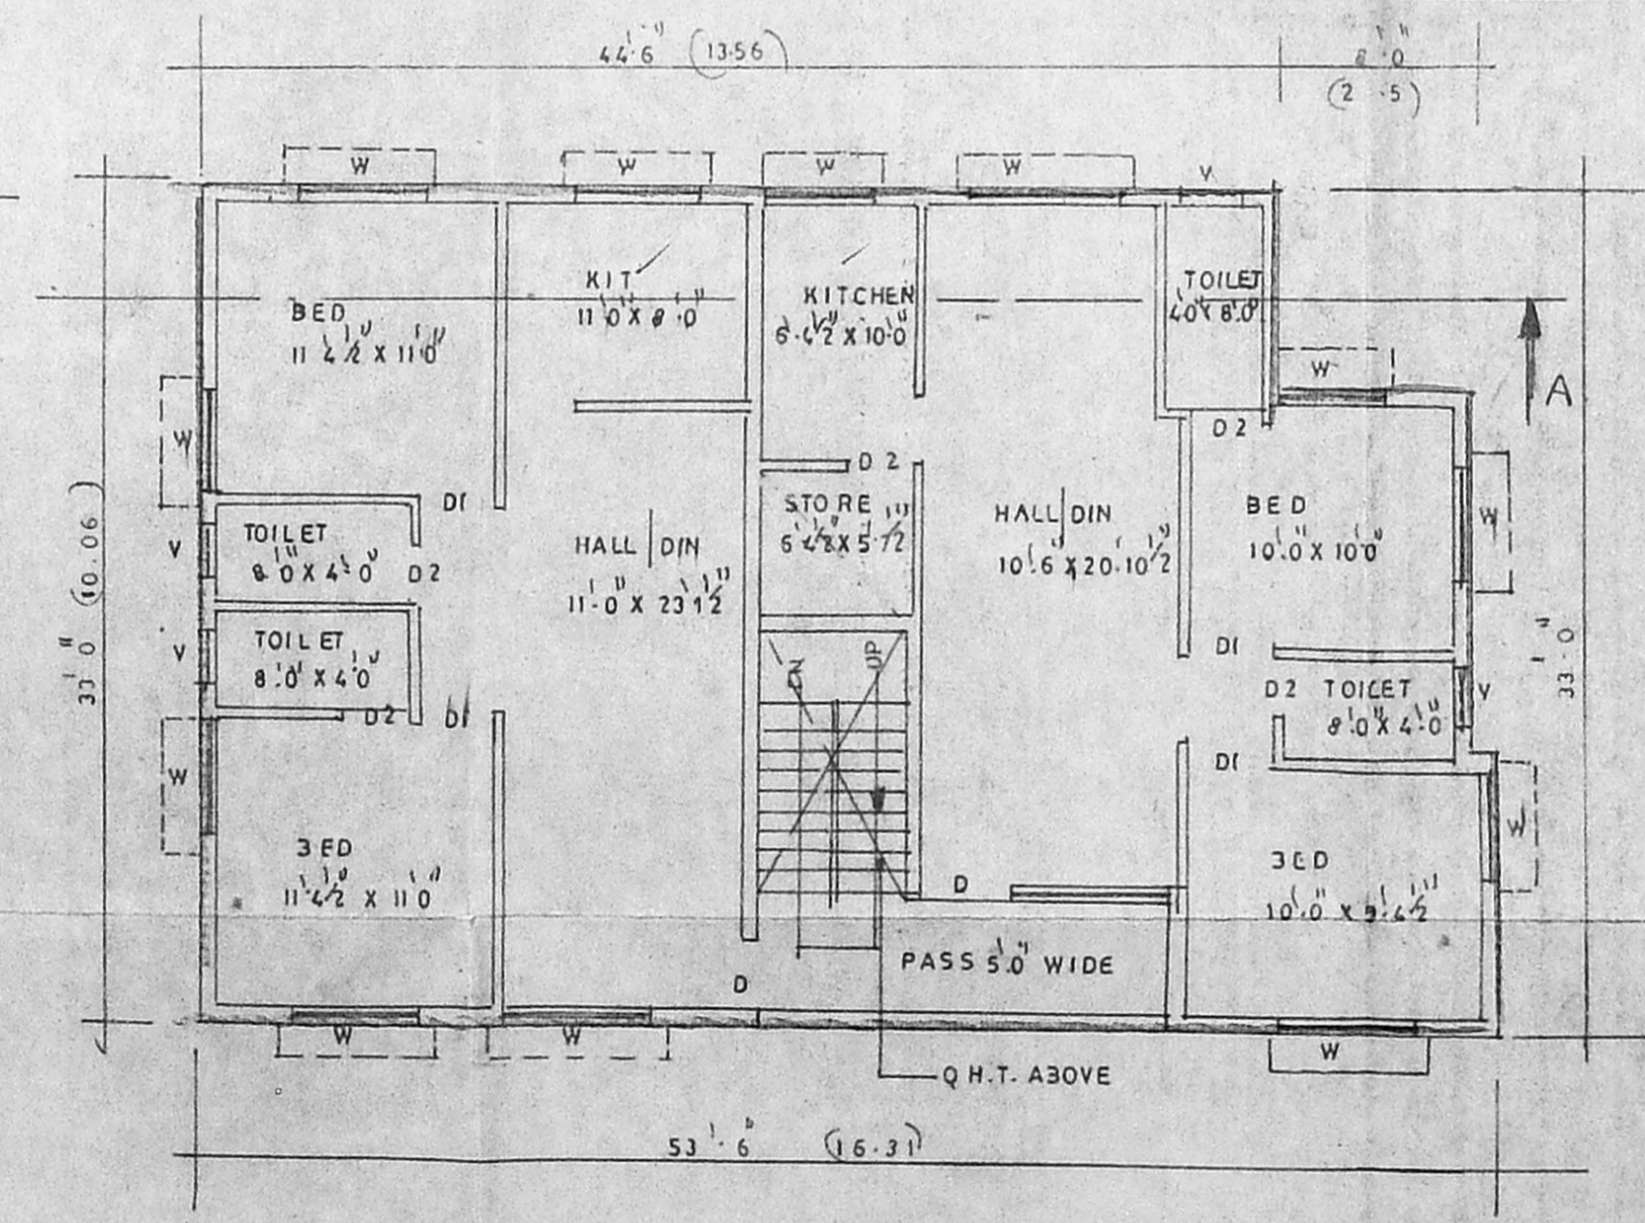 44'-6" (13.56)
8'-0"
(2 .5)
W
W
W
W
V
BED
11'4½" X 11'0"
KIT
11'0" X 8'.0"
KITCHEN
6'-4½" X 10'0"
TOILET
4'0" X 8'.0"
W
A
W
D1
D2
D2
TOILET
8'0" X 4'-0"
D2
V
HALL | DIN
11'-0" X 23'1½"
STORE
HALL | DIN
10'.6" X 20'.10½"
BED
10'.0" X 10'0"
W
TOILET
8'.0" X 4'0"
V
D2
D1
DN
UP
D1
D2
TOILET
8'.0" X 4'.0"
V
D1
33'-0" (10.06)
33'-0"
W
BED
11'.4½" X 11'0"
D
BED
10'.0" X 9'.4½"
W
PASS 5'.0" WIDE
D
W
W
W
O H.T. ABOVE
53'-6" (16.31)